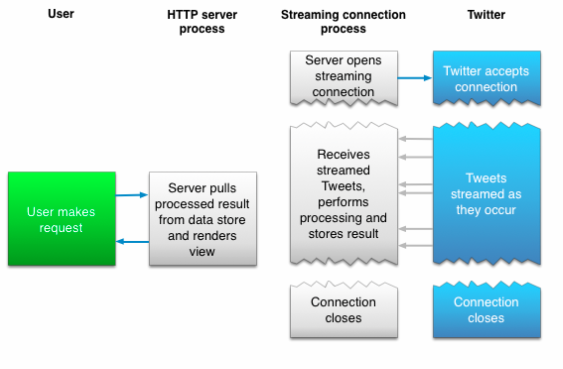 User
HTTP server
process
Streaming connection
process
Twitter
Server opens
streaming
connection
Twitter accepts
connection
User makes
request
Server pulls
processed result
from data store
and renders
view
Receives
streamed
Tweets,
performs
processing and
stores result
Tweets
streamed as
they occur
Connection
closes
Connection
closes